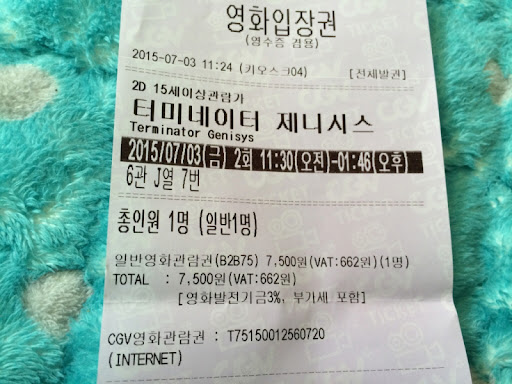 영화입장권
(영수증 겸용)
2015-07-03 11:24 (키오스크04) [전체발권]
2D 15세이상관람가
터미네이터 제니시스
Terminator Genisys
2015/07/03(금) 2회 11:30(오전)-01:46(오후)
6관 J열 7번
총인원 1명 (일반1명)
일반영화관람권(B2B75) 7,500원(VAT:662원)(1명)
TOTAL : 7,500원(VAT:662원)
[영화발전기금3%, 부가세 포함]
CGV영화관람권 : T75150012560720
(INTERNET)